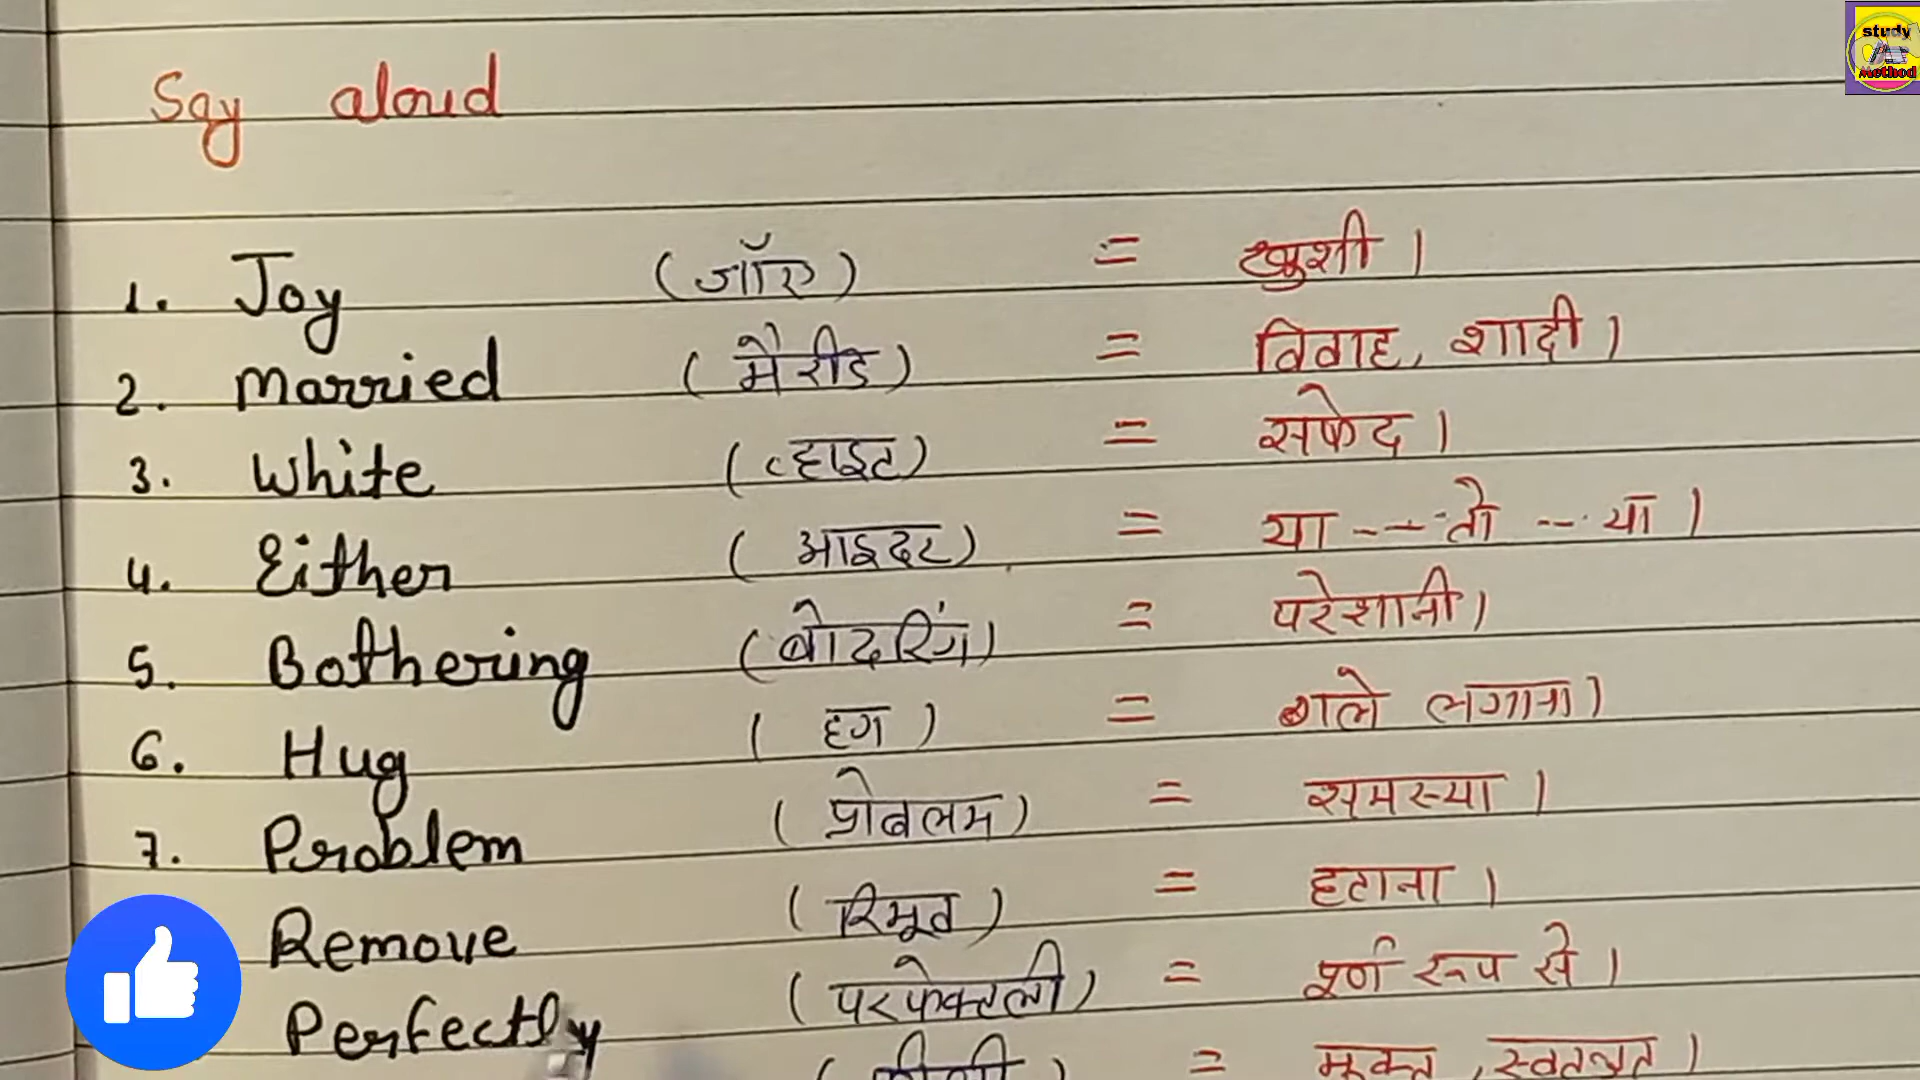 study
Method
Say aloud
1. Joy (जॉए) = खुशी।
2. Married (मैरीड) = विवाह, शादी।
3. White (व्हाइट) = सफेद।
4. Either (आइदर) = या --- तो --- या।
5. Bothering (बोदरिंग) = परेशानी।
6. Hug (हग) = गले लगाना।
7. Problem (प्रोबलम) = समस्या।
Remove (रिमूव) = हटाना।
Perfectly (परफेक्टली) = पूर्ण रूप से।
= मुक्त, स्वतन्त्र।